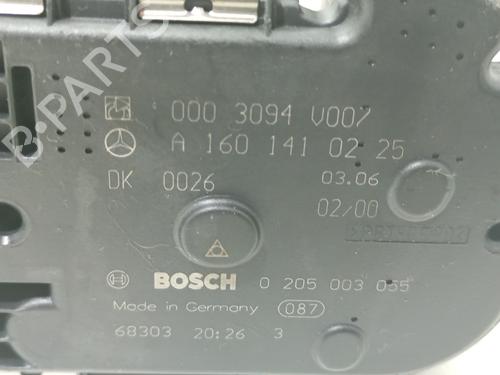 B-PARTS
000 3094 V007
A 160 141 02 25
DK 0026 03.06
02/00
BOSCH 0 205 003 055
Made in Germany 087
68303 20:26 3